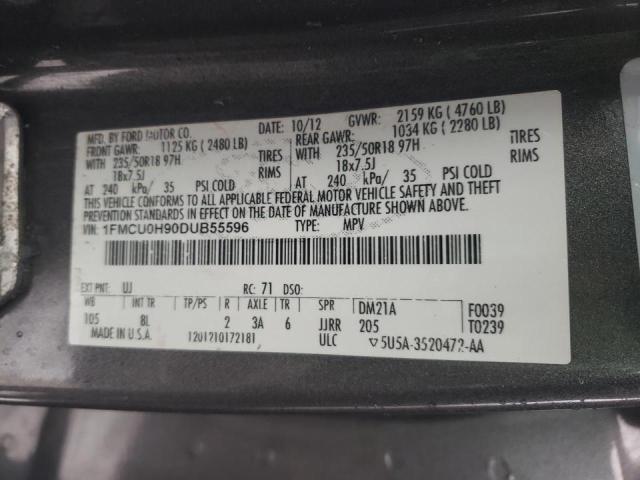 MFD. BY FORD MOTOR CO.
DATE: 10/12 GVWR: 2159 KG ( 4760 LB)
FRONT GAWR: 1125 KG ( 2480 LB) REAR GAWR: 1034 KG ( 2280 LB)
WITH 235/50R18 97H TIRES WITH 235/50R18 97H TIRES
18x7.5J RIMS 18x7.5J RIMS
AT 240 kPa/ 35 PSI COLD AT 240 kPa/ 35 PSI COLD
THIS VEHICLE CONFORMS TO ALL APPLICABLE FEDERAL MOTOR VEHICLE SAFETY AND THEFT
PREVENTION STANDARDS IN EFFECT ON THE DATE OF MANUFACTURE SHOWN ABOVE.
VIN: 1FMCU0H90DUB55596 TYPE: MPV
EXT PNT: UJ RC: 71 DSO:
WB INT TR TP/PS R AXLE TR SPR DM21A F0039
105 8L 2 3A 6 JJRR 205 T0239
MADE IN U.S.A. 1201210172181 ULC ▽5U5A-3520472-AA